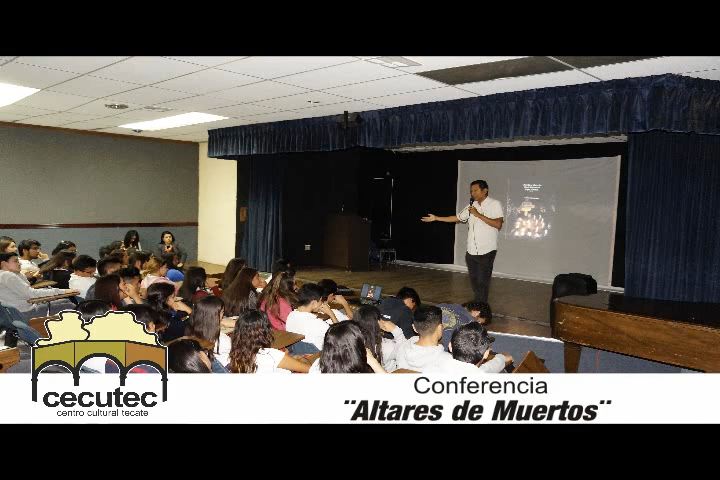 cecutec
centro cultural tecate
Conferencia
¨Altares de Muertos¨